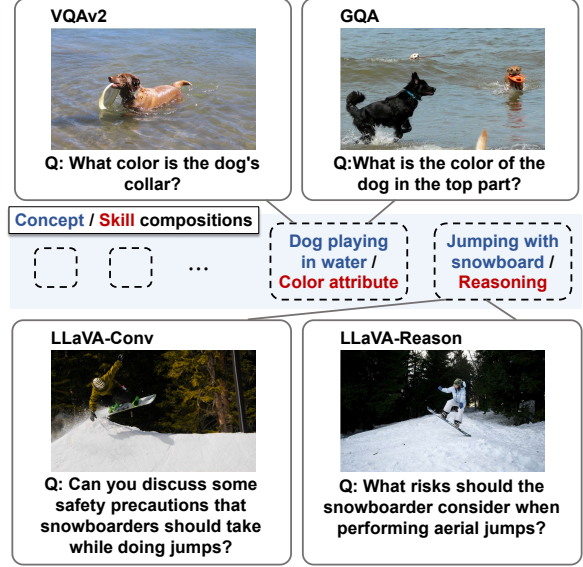 VQAv2
Q: What color is the dog's
collar?
GQA
Q:What is the color of the
dog in the top part?
Concept / Skill compositions
...
Dog playing
in water /
Color attribute
Jumping with
snowboard /
Reasoning
LLaVA-Conv
Q: Can you discuss some
safety precautions that
snowboarders should take
while doing jumps?
LLaVA-Reason
Q: What risks should the
snowboarder consider when
performing aerial jumps?